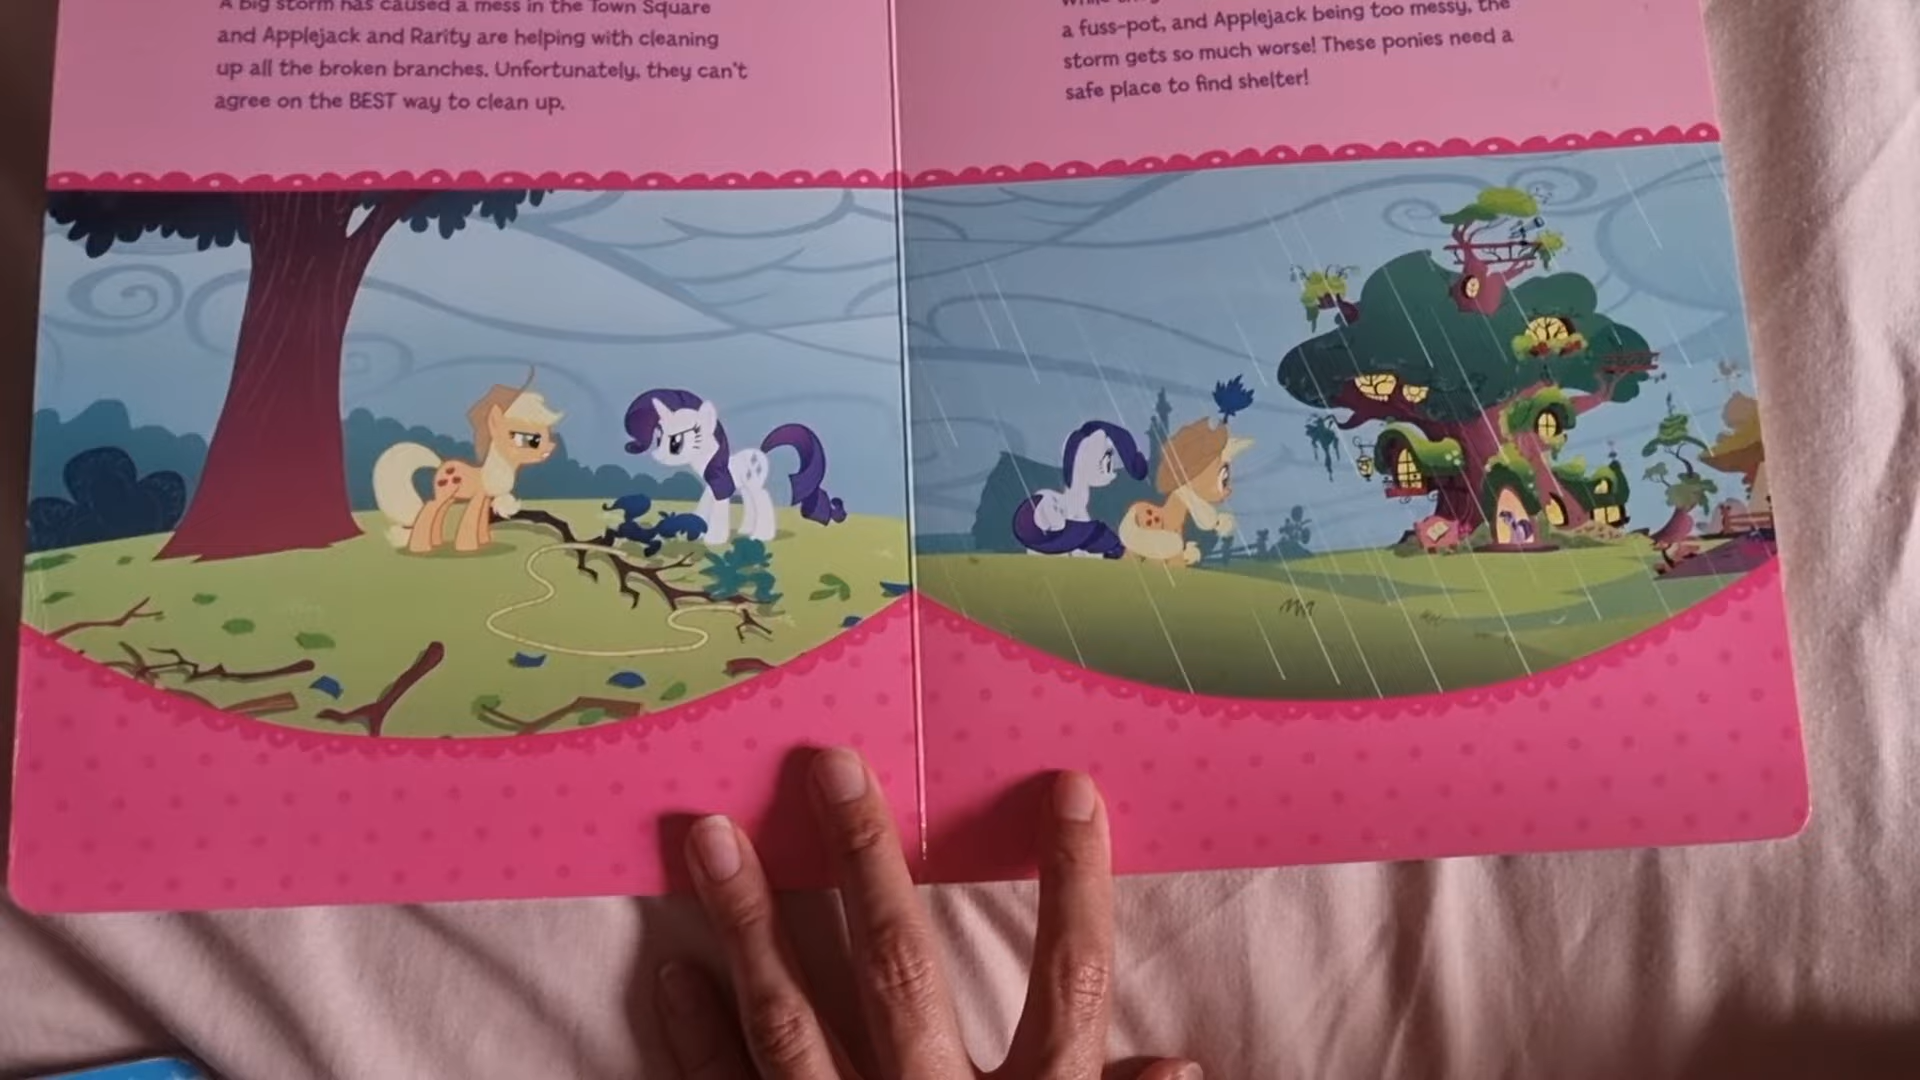 A big storm has caused a mess in the Town Square
and Applejack and Rarity are helping with cleaning
up all the broken branches. Unfortunately, they can't
agree on the BEST way to clean up.
a fuss-pot, and Applejack being too messy, the
storm gets so much worse! These ponies need a
safe place to find shelter!